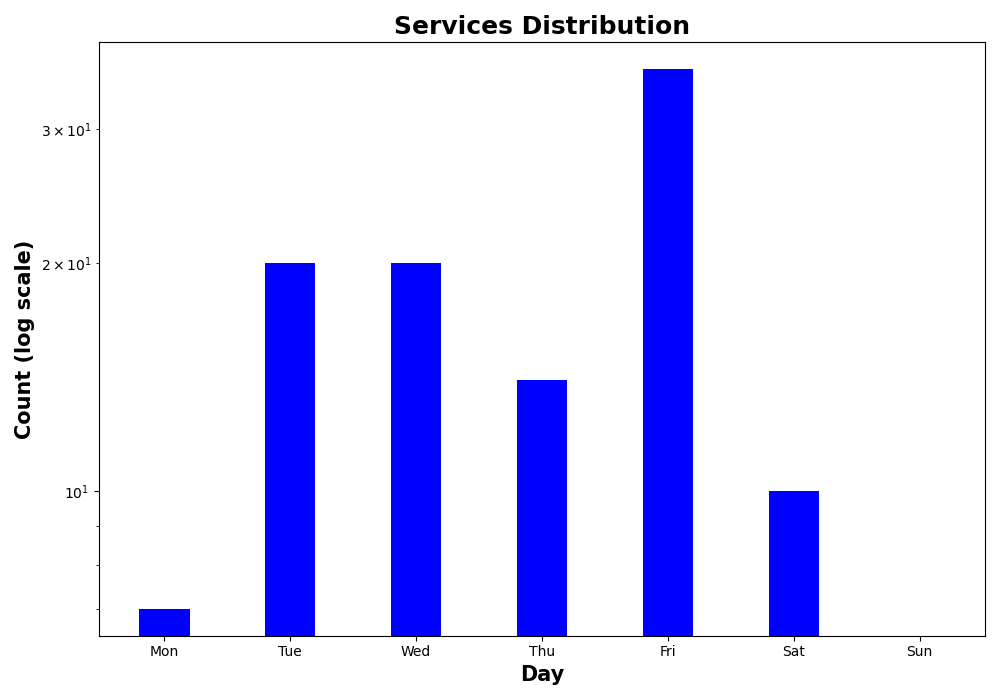 Services Distribution
Count (log scale)
3 × 10¹
2 × 10¹
10¹
Mon Tue Wed Thu Fri Sat Sun
Day